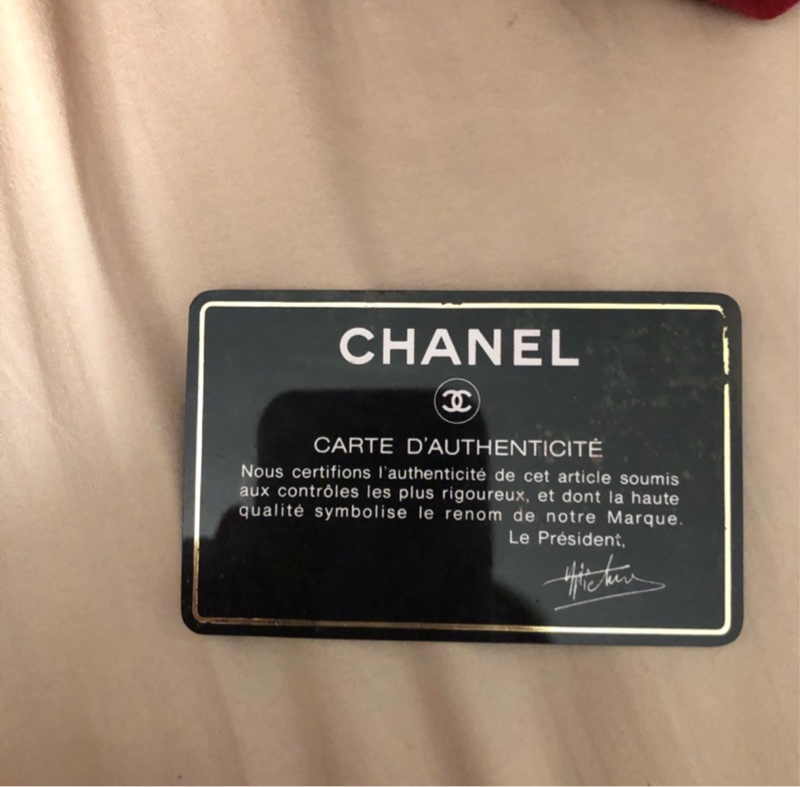 CHANEL
CARTE D'AUTHENTICITÉ
Nous certifions l'authenticité de cet article soumis
aux contrôles les plus rigoureux, et dont la haute
qualité symbolise le renom de notre Marque.
Le Président,